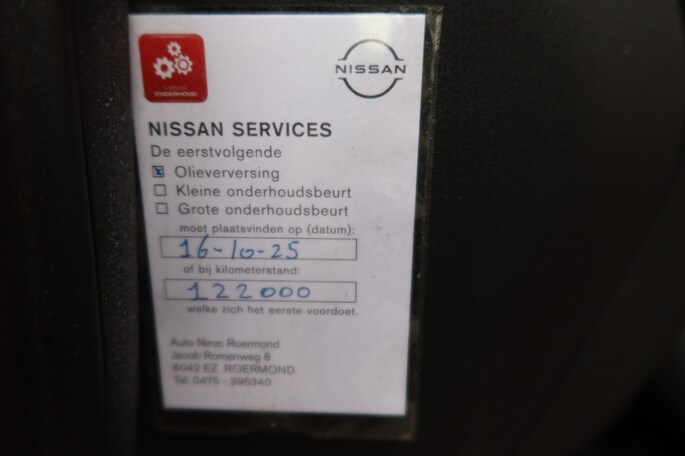 NISSAN
ONDERHOUD
NISSAN
NISSAN SERVICES
De eerstvolgende
Olieverversing
Kleine onderhoudsbeurt
Grote onderhoudsbeurt
moet plaatsvinden op (datum):
16-10-25
of bij kilometerstand:
122000
welke zich het eerste voordoet.
Auto Niroc Roermond
Jacob Romenweg 8
6042 EZ ROERMOND
Tel. 0475 - 395340